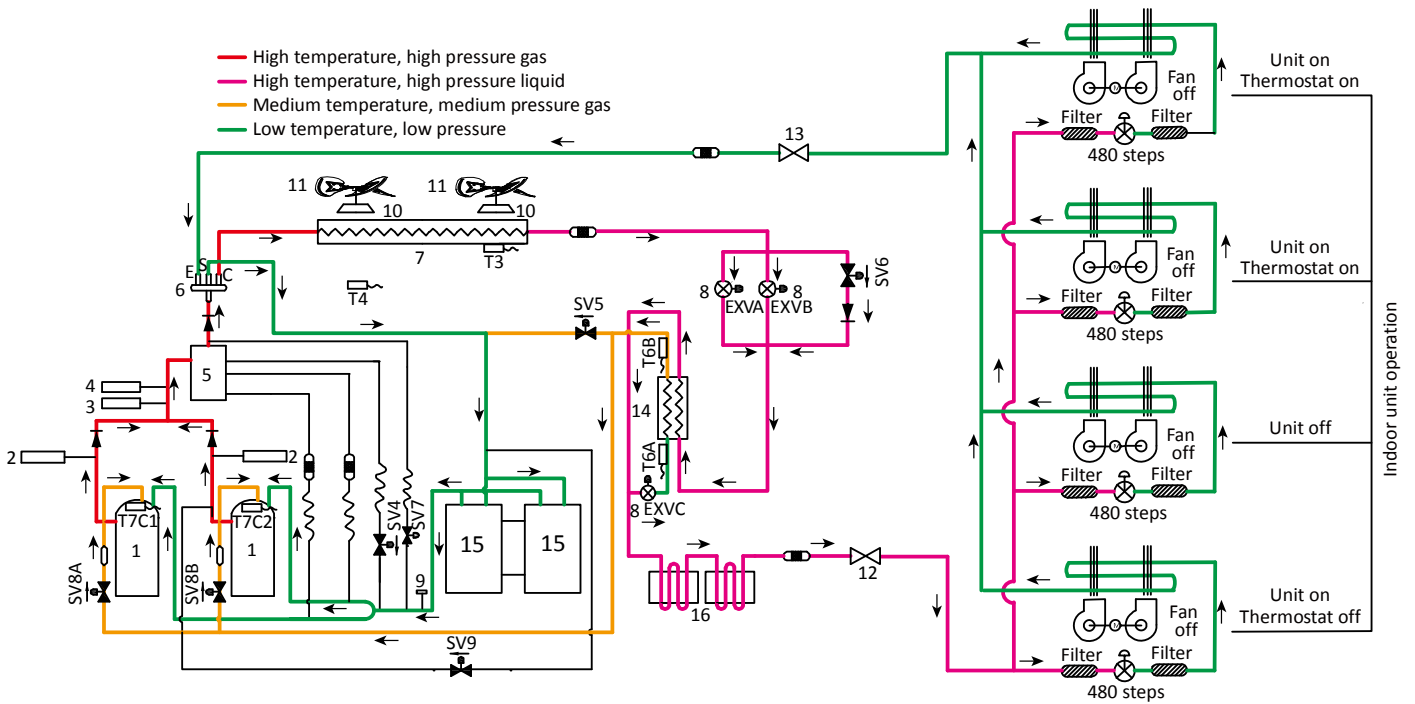 High temperature, high pressure gas
High temperature, high pressure liquid
Medium temperature, medium pressure gas
Low temperature, low pressure
13
11
11
10
10
7
T3
T4
E
S
C
6
5
4
3
2
2
T7C1
T7C2
1
1
SV8A
SV8B
SV4
SV7
9
15
15
SV9
SV5
T6B
14
T6A
8
EXVC
8
EXVA
8
EXVB
SV6
16
12
Fan
off
Filter
Filter
480 steps
Unit on
Thermostat on
Fan
off
Filter
Filter
480 steps
Unit on
Thermostat on
Fan
off
Filter
Filter
480 steps
Unit off
Fan
off
Filter
Filter
480 steps
Unit on
Thermostat off
Indoor unit operation